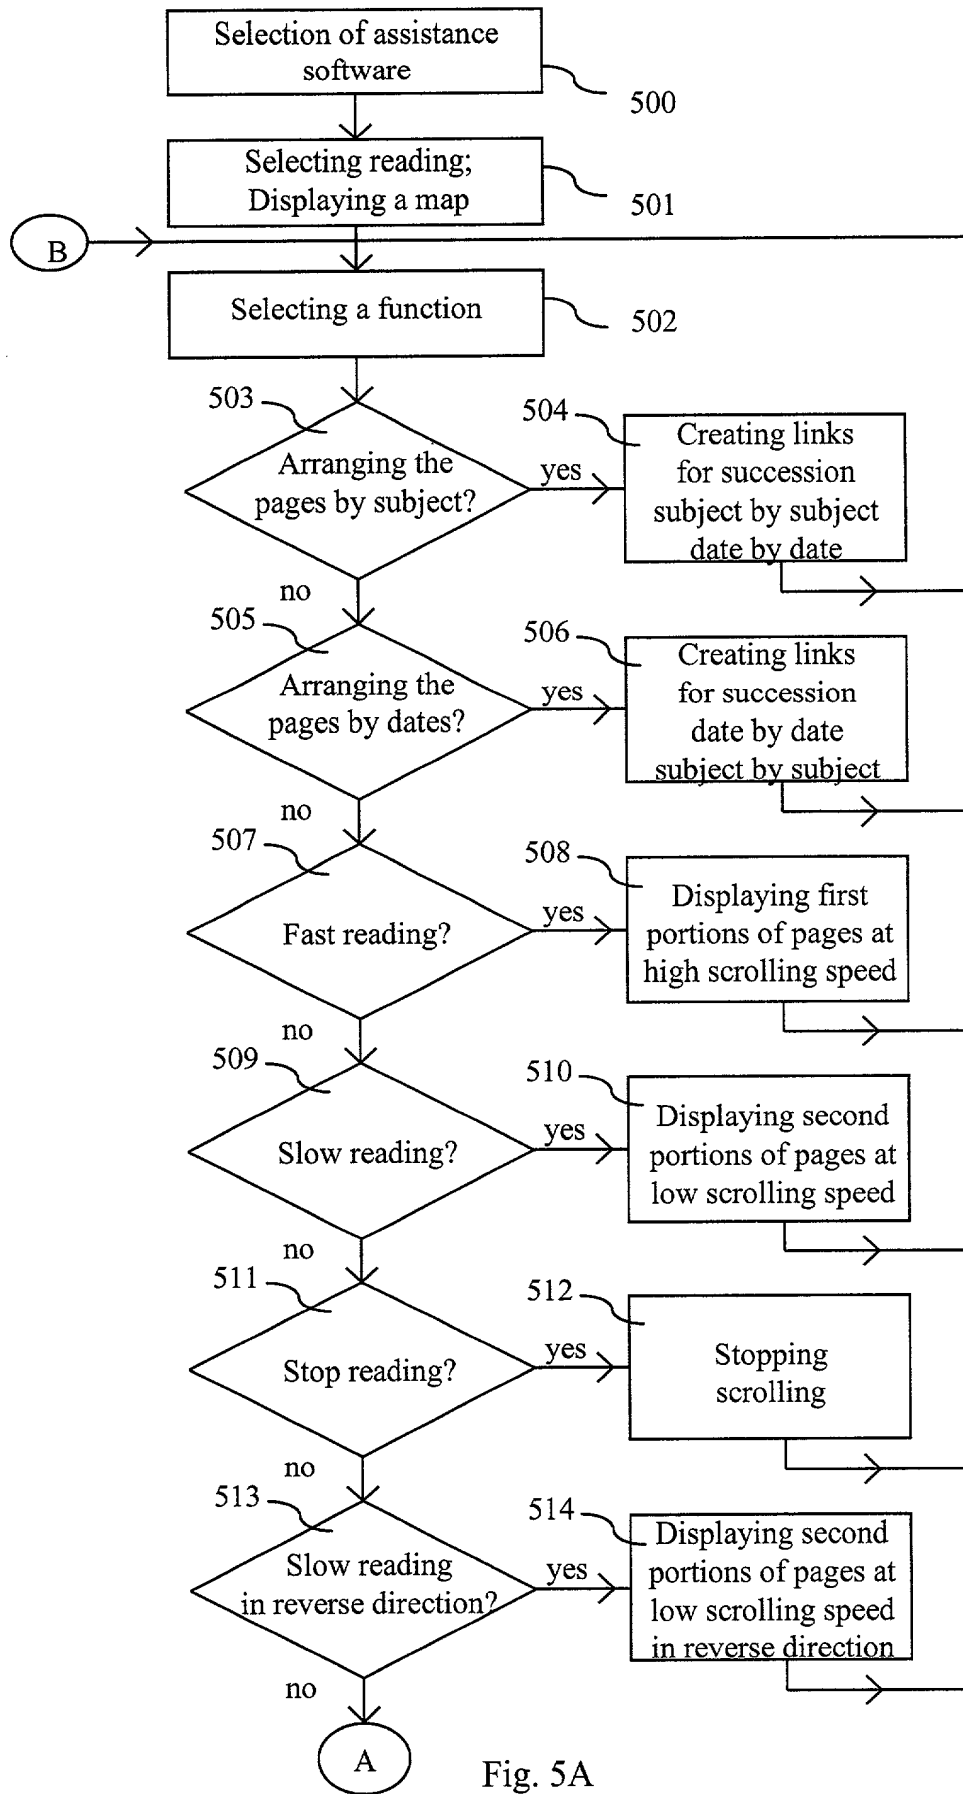 Selection of assistance
software
500
Selecting reading;
Displaying a map
501
B
Selecting a function
502
503
Arranging the
pages by subject?
yes
no
504
Creating links
for succession
subject by subject
date by date
505
Arranging the
pages by dates?
yes
no
506
Creating links
for succession
date by date
subject by subject
507
Fast reading?
yes
no
508
Displaying first
portions of pages at
high scrolling speed
509
Slow reading?
yes
no
510
Displaying second
portions of pages at
low scrolling speed
511
Stop reading?
yes
no
512
Stopping
scrolling
513
Slow reading
in reverse direction?
yes
no
514
Displaying second
portions of pages at
low scrolling speed
in reverse direction
A
Fig. 5A